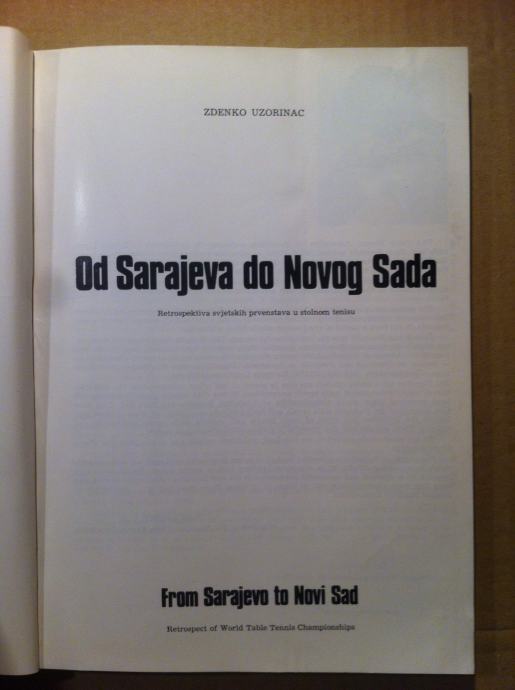 ZDENKO UZORINAC
Od Sarajeva do Novog Sada
Retrospektiva svjetskih prvenstava u stolnom tenisu
From Sarajevo to Novi Sad
Retrospect of World Table Tennis Championships